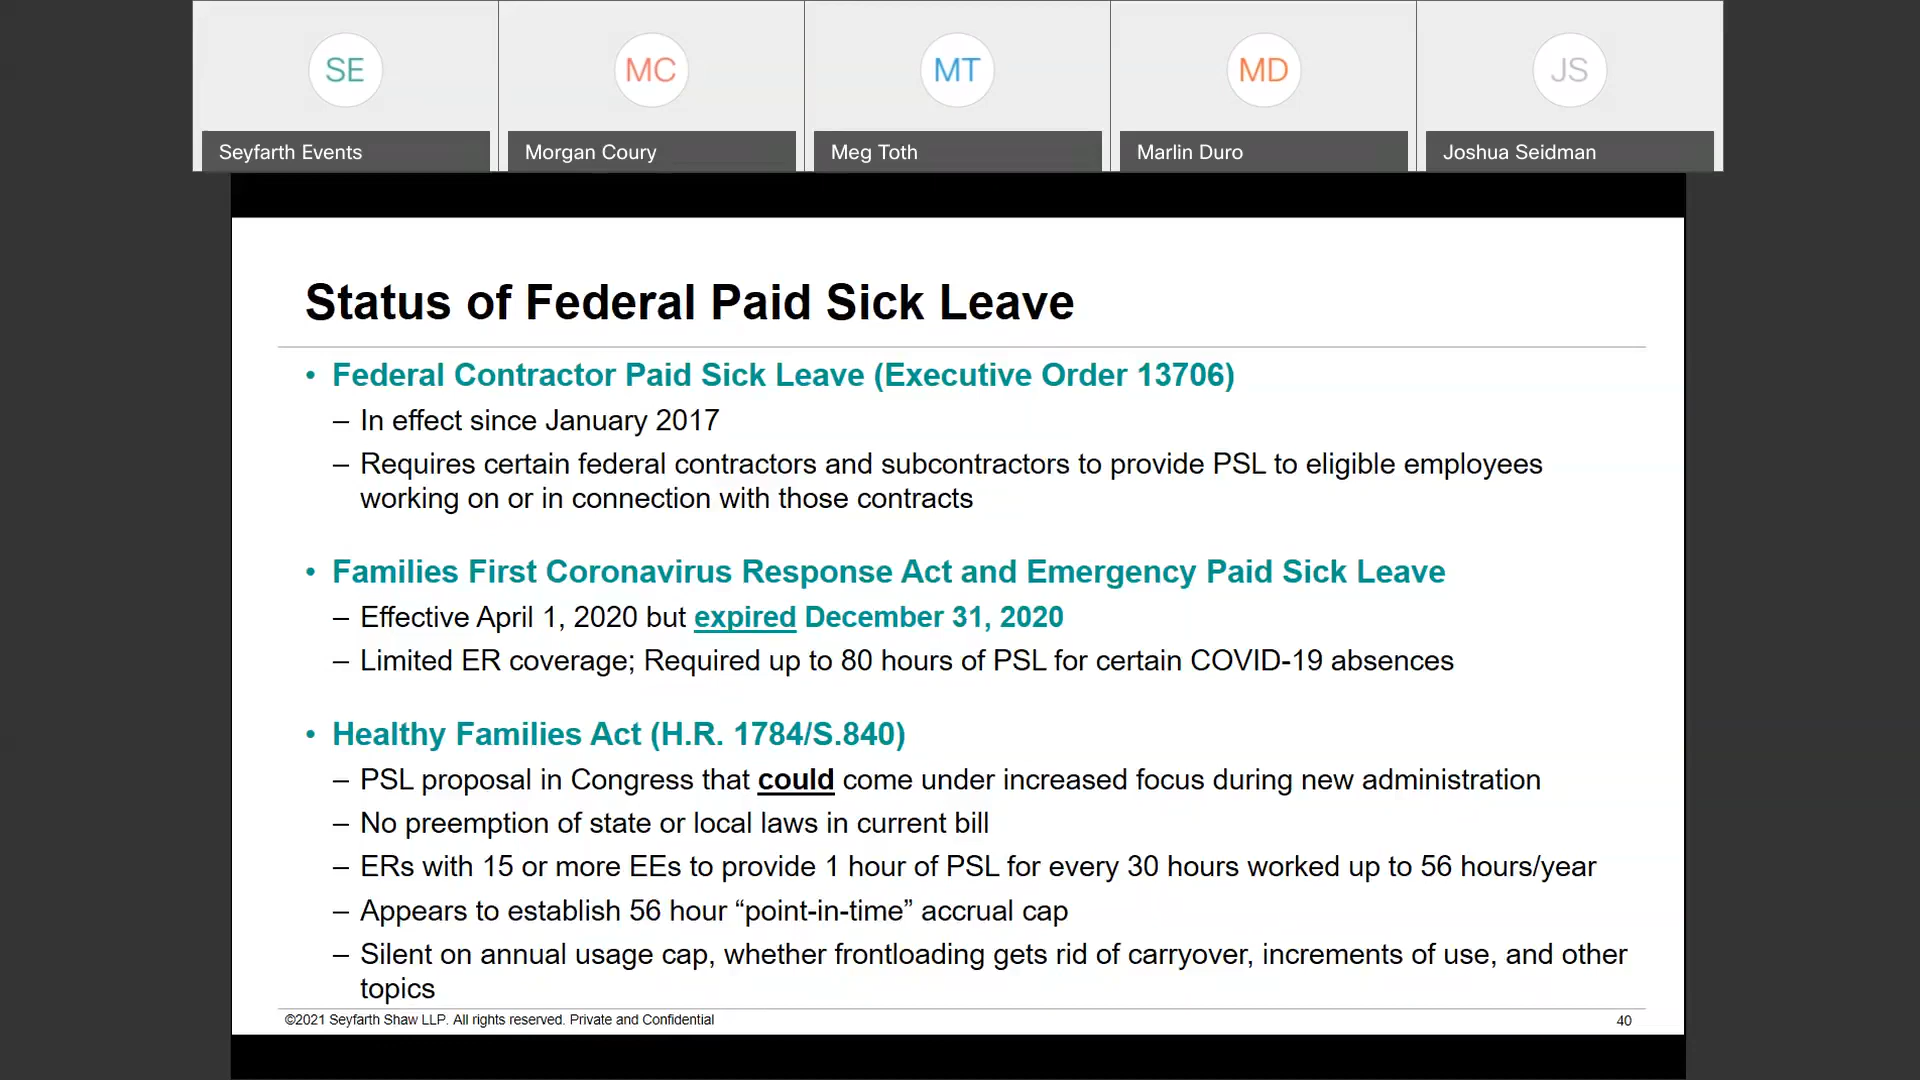 SE
MC
MT
MD
JS
Seyfarth Events
Morgan Coury
Meg Toth
Marlin Duro
Joshua Seidman
Status of Federal Paid Sick Leave
• Federal Contractor Paid Sick Leave (Executive Order 13706)
– In effect since January 2017
– Requires certain federal contractors and subcontractors to provide PSL to eligible employees
working on or in connection with those contracts
• Families First Coronavirus Response Act and Emergency Paid Sick Leave
– Effective April 1, 2020 but expired December 31, 2020
– Limited ER coverage; Required up to 80 hours of PSL for certain COVID-19 absences
• Healthy Families Act (H.R. 1784/S.840)
– PSL proposal in Congress that could come under increased focus during new administration
– No preemption of state or local laws in current bill
– ERs with 15 or more EEs to provide 1 hour of PSL for every 30 hours worked up to 56 hours/year
– Appears to establish 56 hour “point-in-time” accrual cap
– Silent on annual usage cap, whether frontloading gets rid of carryover, increments of use, and other
topics
©2021 Seyfarth Shaw LLP. All rights reserved. Private and Confidential
40